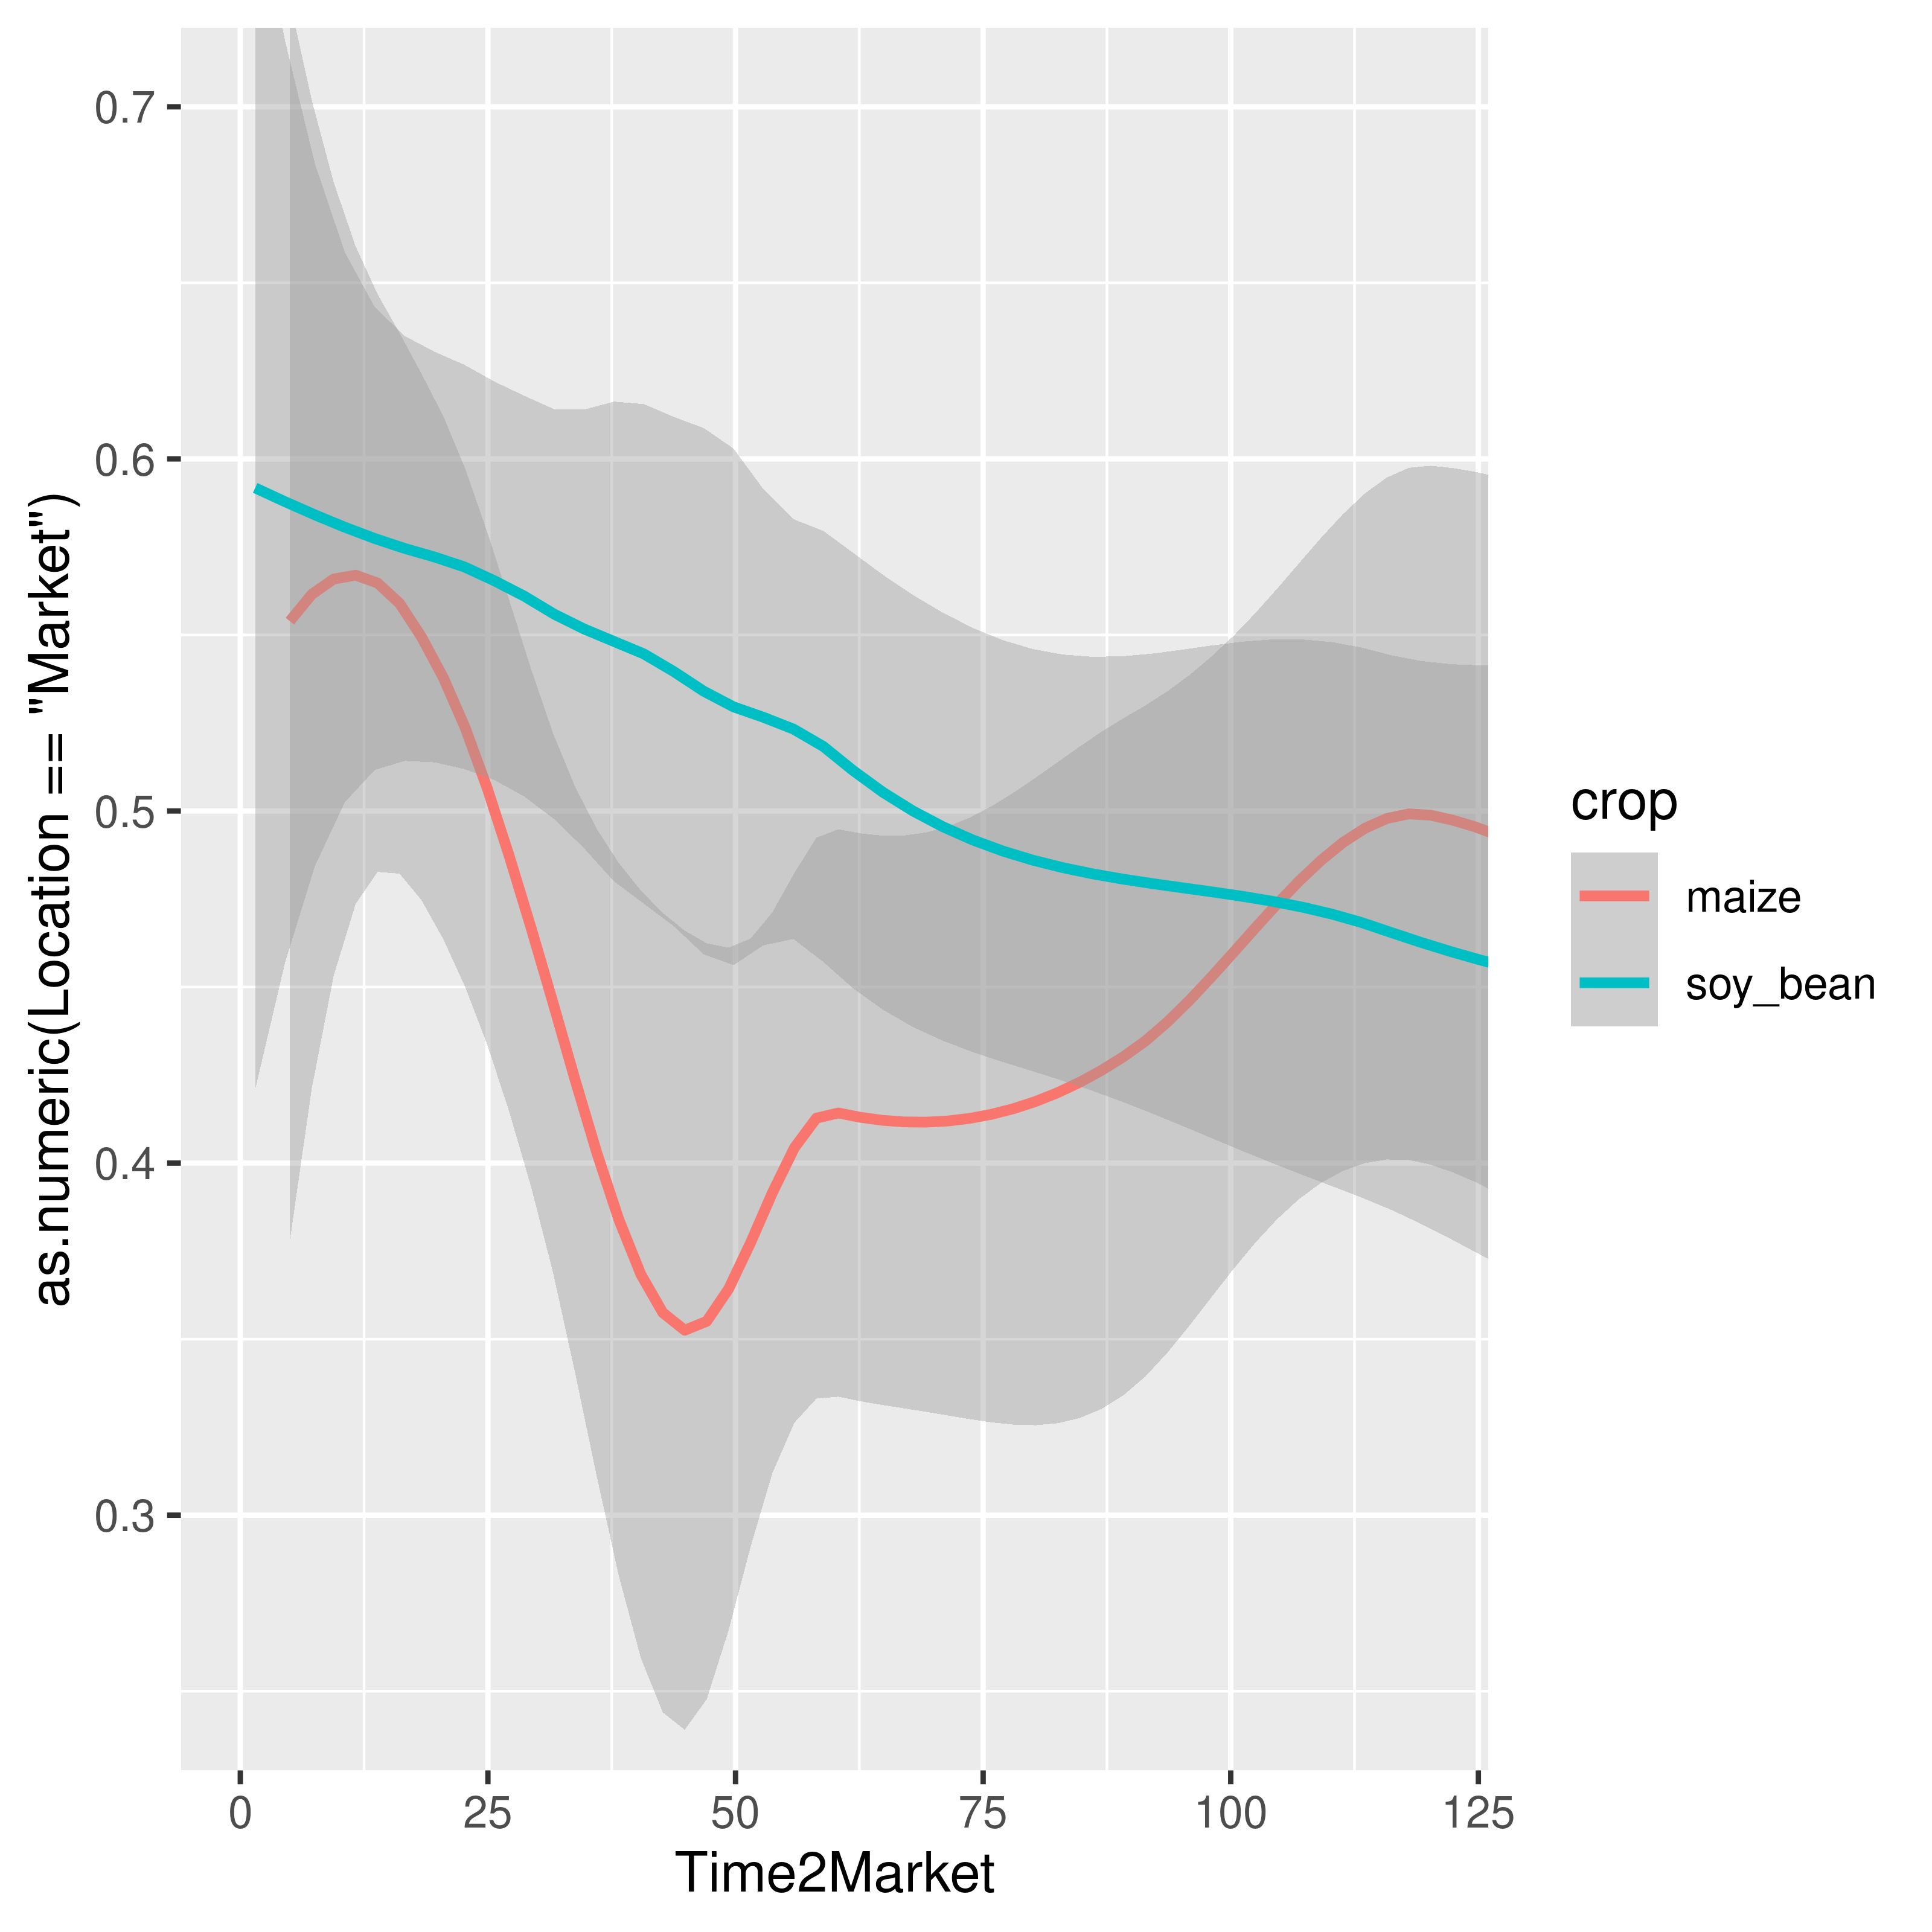 as.numeric(Location == "Market")
0.7
0.6
0.5
0.4
0.3
0
25
50
75
100
125
Time2Market
crop
maize
soy_bean